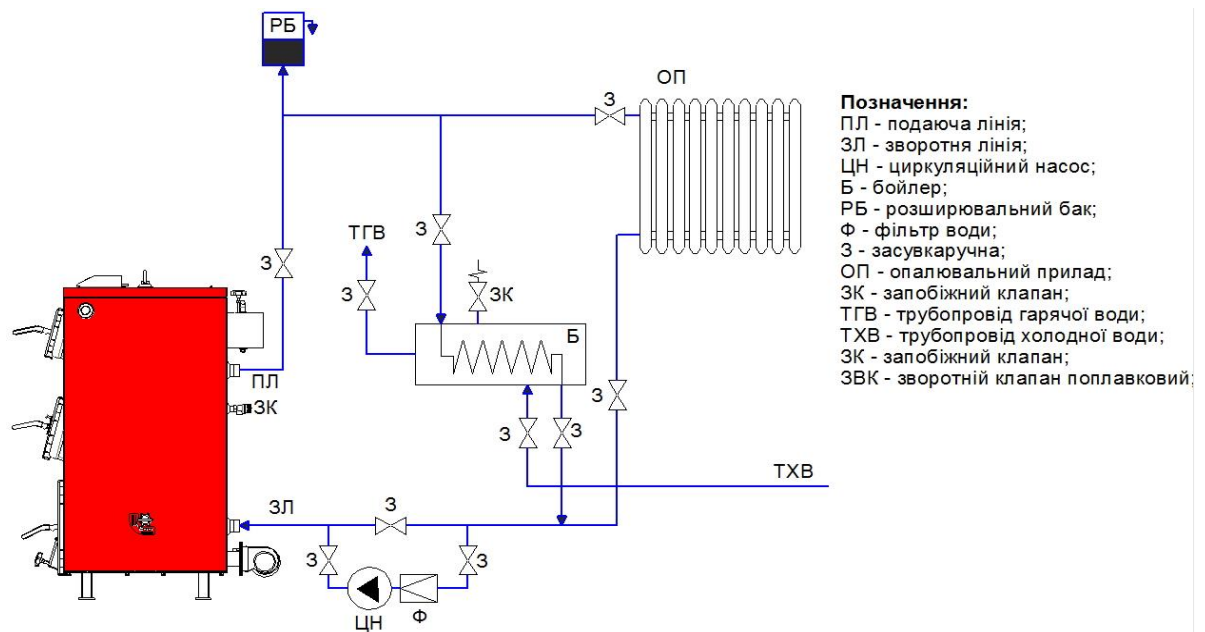 РБ
ОП
З
З
ТГВ
З
З
ЗК
Б
ПЛ
ЗК
З
З
З
ТХВ
ЗЛ
З
З
З
ЦН
Ф
Позначення:
ПЛ - подаюча лінія;
ЗЛ - зворотня лінія;
ЦН - циркуляційний насос;
Б - бойлер;
РБ - розширювальний бак;
Ф - фільтр води;
З - засувкаручна;
ОП - опалювальний прилад;
ЗК - запобіжний клапан;
ТГВ - трубопровід гарячої води;
ТХВ - трубопровід холодної води;
ЗК - запобіжний клапан;
ЗВК - зворотній клапан поплавковий;